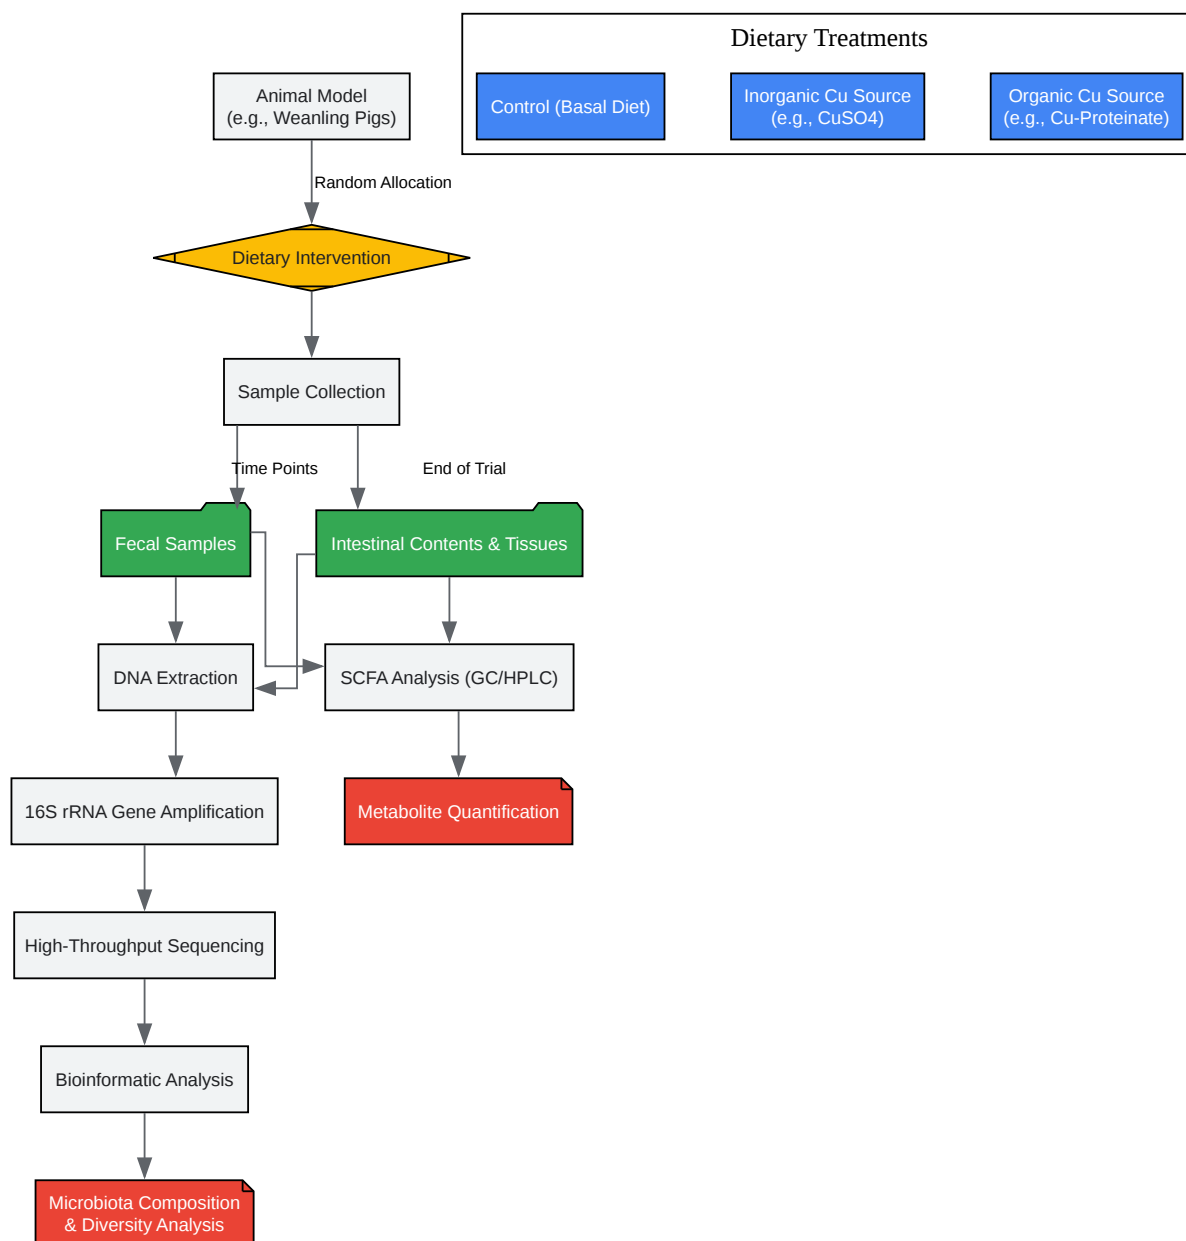 Dietary Treatments
Animal Model
(e.g., Weanling Pigs)
Control (Basal Diet)
Inorganic Cu Source
(e.g., CuSO4)
Organic Cu Source
(e.g., Cu-Proteinate)
Random Allocation
Dietary Intervention
Sample Collection
Time Points
End of Trial
Fecal Samples
Intestinal Contents & Tissues
DNA Extraction
SCFA Analysis (GC/HPLC)
16S rRNA Gene Amplification
Metabolite Quantification
High-Throughput Sequencing
Bioinformatic Analysis
Microbiota Composition
& Diversity Analysis